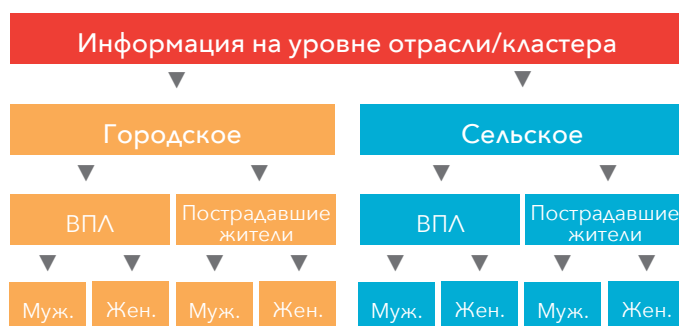 Информация на уровне отрасли/кластера
Городское
Сельское
ВПЛ
Пострадавшие
жители
ВПЛ
Пострадавшие
жители
Муж.
Жен.
Муж.
Жен.
Муж.
Жен.
Муж.
Жен.